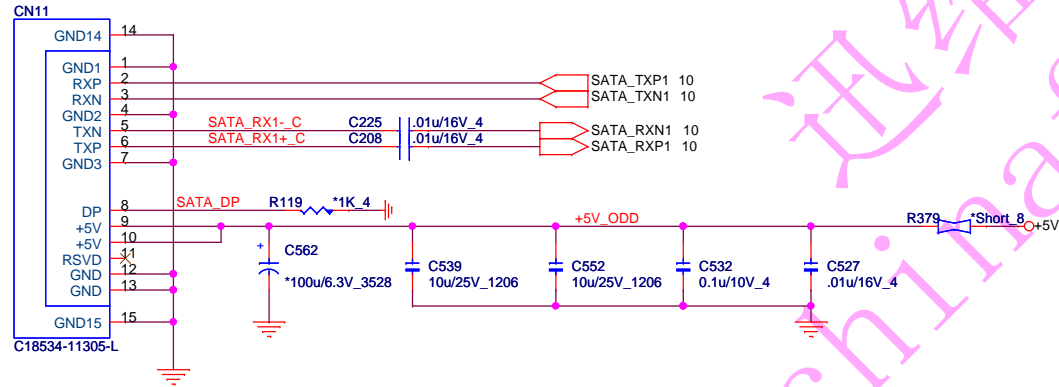 CN11
GND14 14
GND1 1
RXP 2 SATA_TXP1 10
RXN 3 SATA_TXN1 10
GND2 4
TXN 5 SATA_RX1-_C C225 .01u/16V_4 SATA_RXN1 10
TXP 6 SATA_RX1+_C C208 .01u/16V_4 SATA_RXP1 10
GND3 7
DP 8 SATA_DP R119 *1K_4
+5V 9 +5V_ODD R379 *Short_8 +5V
+5V 10
RSVD 11
GND 12
GND 13
GND15 15
+ C562
*100u/6.3V_3528
C539
10u/25V_1206
C552
10u/25V_1206
C532
0.1u/10V_4
C527
.01u/16V_4
C18534-11305-L
迅
china